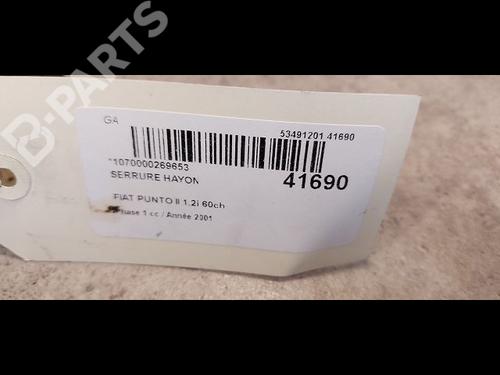 B-PARTS
GA
53491201 41690
*1070000269653
SERRURE HAYON
41690
FIAT PUNTO II 1.2i 60ch
Phase 1 cc / Année 2001